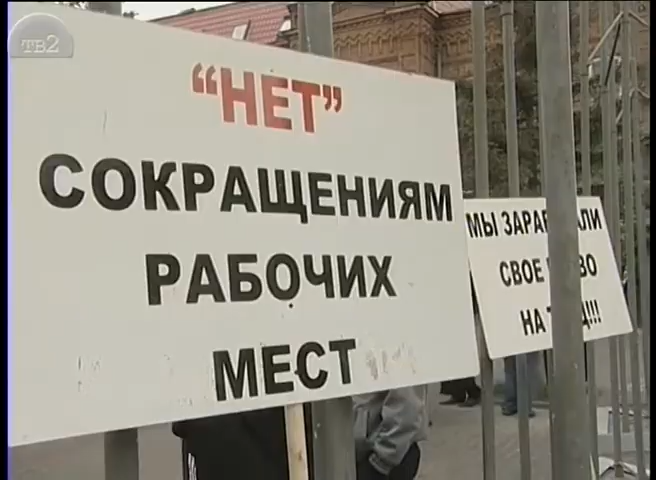 ТВ2
“НЕТ”
СОКРАЩЕНИЯМ
РАБОЧИХ
МЕСТ
МЫ
СВОЕ
НА